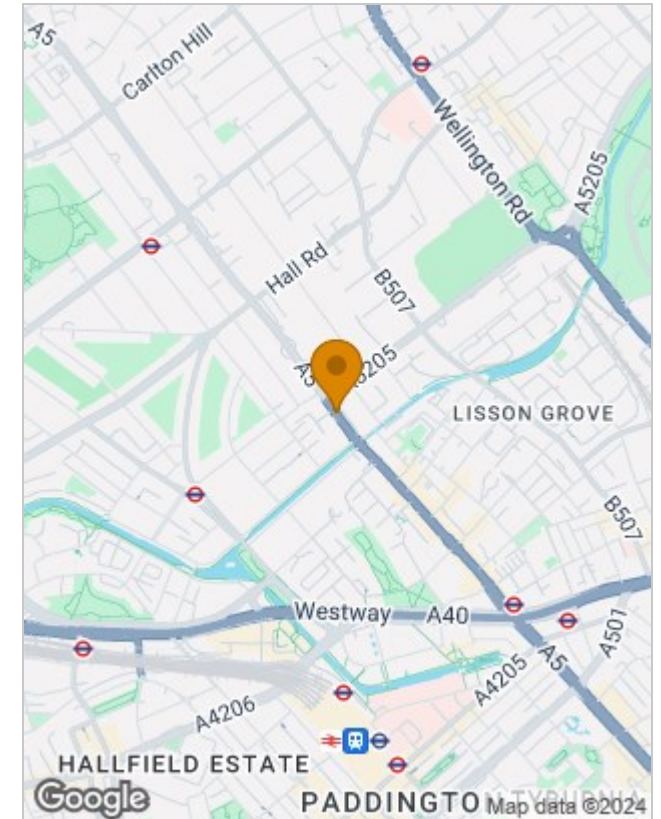 A5
Carlton Hill
Wellington Rd
A5205
Hall Rd
B507
A5205
LISSON GROVE
B507
Westway
A40
A501
A5
A4205
A4206
HALLFIELD ESTATE
PADDINGTO
Google
Map data ©2024